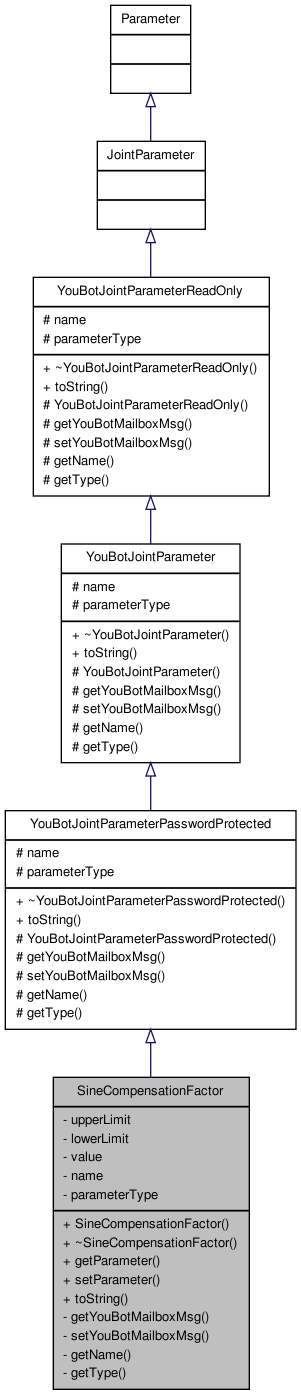 Parameter
JointParameter
YouBotJointParameterReadOnly
# name
# parameterType
+ ~YouBotJointParameterReadOnly()
+ toString()
# YouBotJointParameterReadOnly()
# getYouBotMailboxMsg()
# setYouBotMailboxMsg()
# getName()
# getType()
YouBotJointParameter
# name
# parameterType
+ ~YouBotJointParameter()
+ toString()
# YouBotJointParameter()
# getYouBotMailboxMsg()
# setYouBotMailboxMsg()
# getName()
# getType()
YouBotJointParameterPasswordProtected
# name
# parameterType
+ ~YouBotJointParameterPasswordProtected()
+ toString()
# YouBotJointParameterPasswordProtected()
# getYouBotMailboxMsg()
# setYouBotMailboxMsg()
# getName()
# getType()
SineCompensationFactor
- upperLimit
- lowerLimit
- value
- name
- parameterType
+ SineCompensationFactor()
+ ~SineCompensationFactor()
+ getParameter()
+ setParameter()
+ toString()
- getYouBotMailboxMsg()
- setYouBotMailboxMsg()
- getName()
- getType()